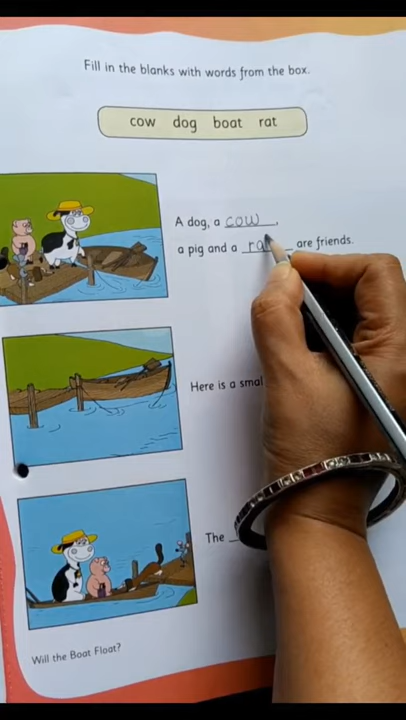 Fill in the blanks with words from the box.
cow dog boat rat
A dog, a cow,
a pig and a rat are friends.
Here is a smal
The
Will the Boat Float?